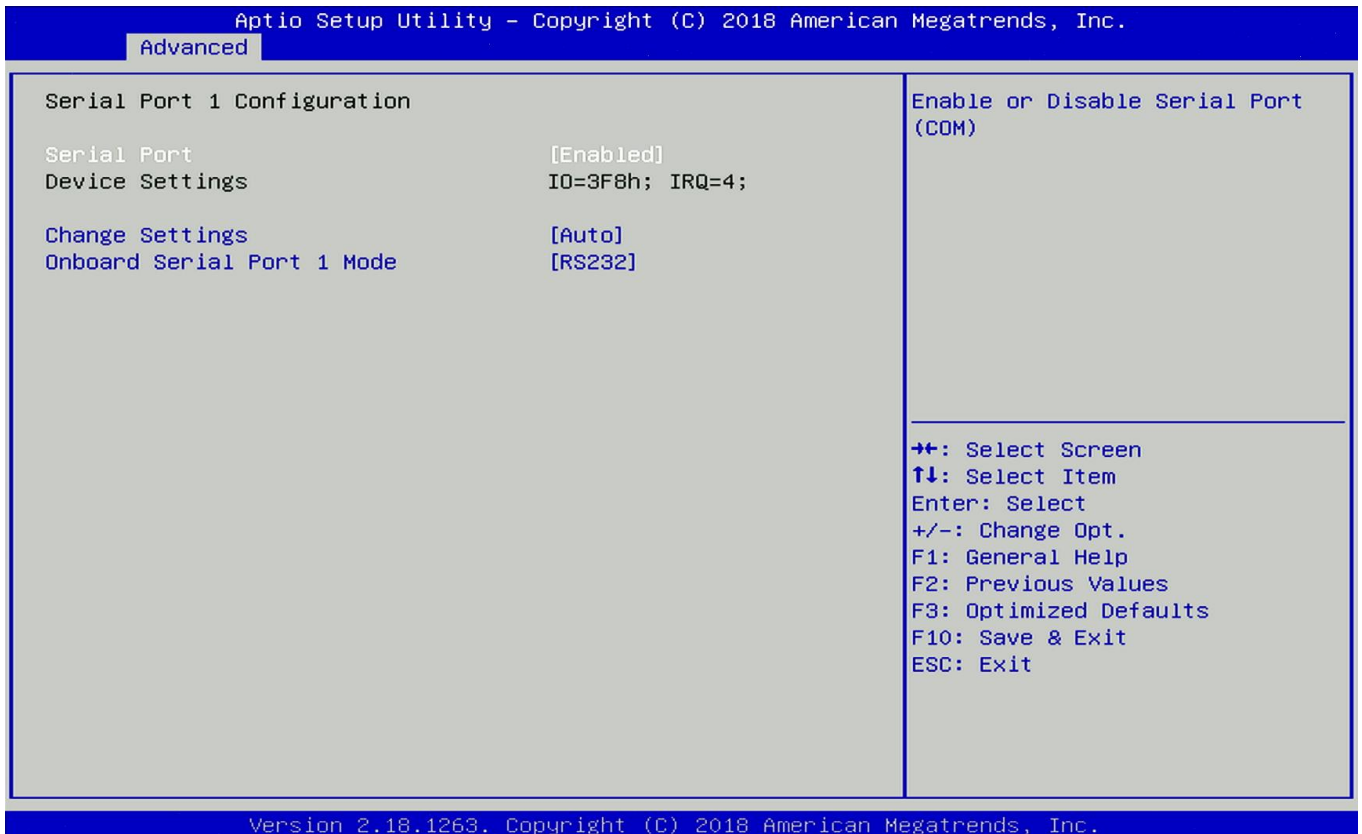 Aptio Setup Utility – Copyright (C) 2018 American Megatrends, Inc.
Advanced
Serial Port 1 Configuration
Serial Port [Enabled]
Device Settings IO=3F8h; IRQ=4;
Change Settings [Auto]
Onboard Serial Port 1 Mode [RS232]
Enable or Disable Serial Port
(COM)
→←: Select Screen
↑↓: Select Item
Enter: Select
+/-: Change Opt.
F1: General Help
F2: Previous Values
F3: Optimized Defaults
F10: Save & Exit
ESC: Exit
Version 2.18.1263. Copyright (C) 2018 American Megatrends, Inc.